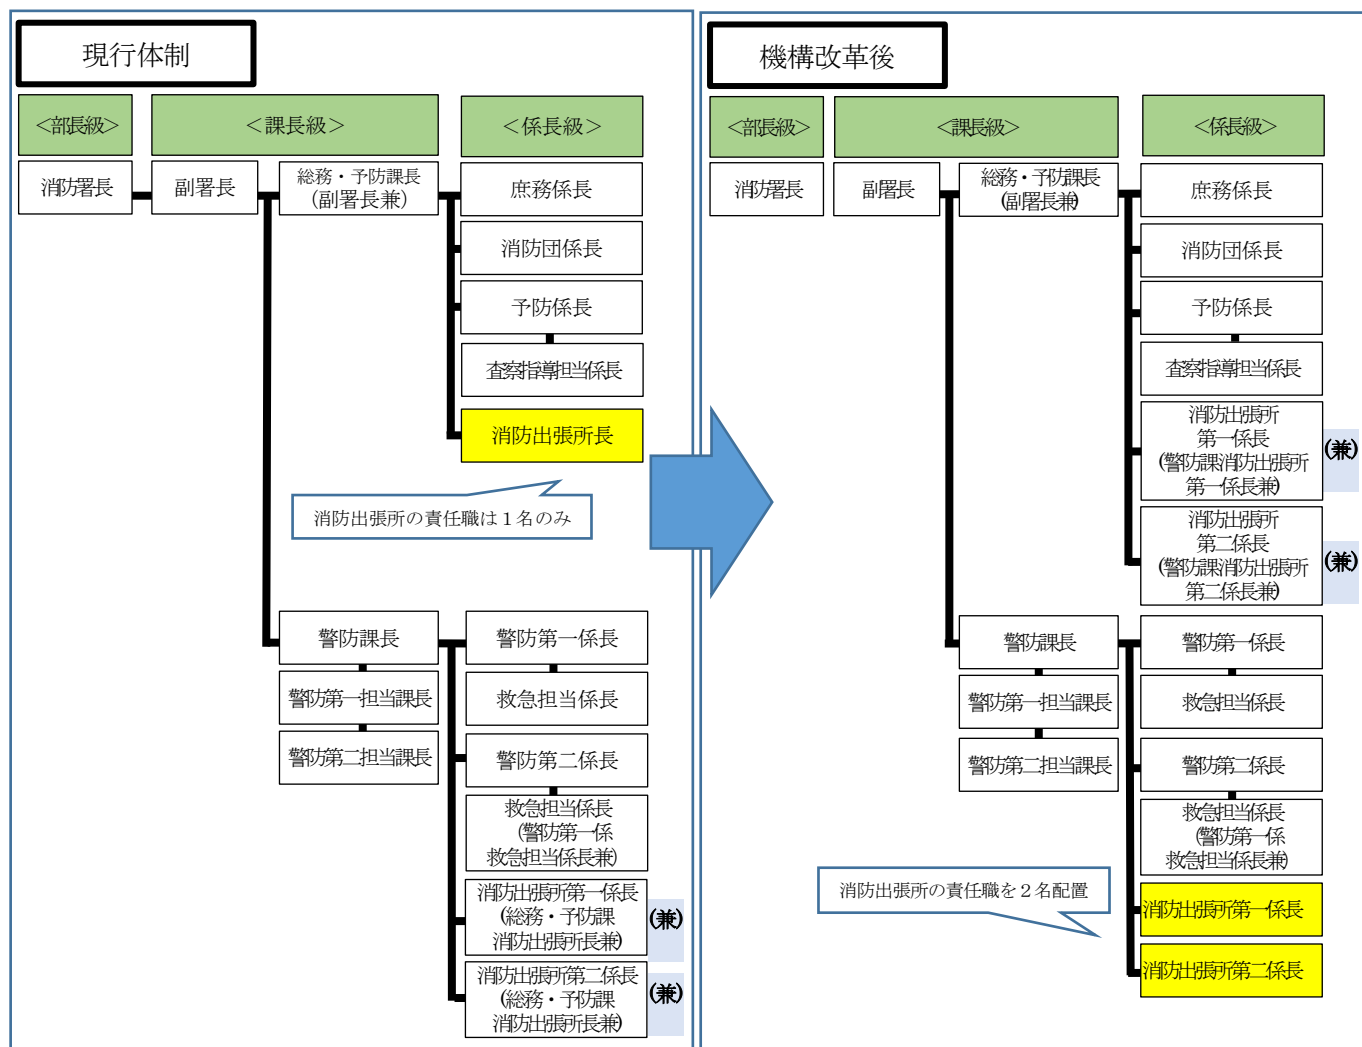 現行体制
<部長級>
<課長級>
<係長級>
消防署長
副署長
総務・予防課長
(副署長兼)
庶務係長
消防団係長
予防係長
査察指導担当係長
消防出張所長
消防出張所の責任職は１名のみ
警防課長
警防第一担当課長
警防第二担当課長
警防第一係長
救急担当係長
警防第二係長
救急担当係長
(警防第一係
救急担当係長兼)
消防出張所第一係長
(総務・予防課
消防出張所長兼)
(兼)
消防出張所第二係長
(総務・予防課
消防出張所長兼)
(兼)
機構改革後
<部長級>
<課長級>
<係長級>
消防署長
副署長
総務・予防課長
(副署長兼)
庶務係長
消防団係長
予防係長
査察指導担当係長
消防出張所
第一係長
(警防課消防出張所
第一係長兼)
(兼)
消防出張所
第二係長
(警防課消防出張所
第二係長兼)
(兼)
警防課長
警防第一担当課長
警防第二担当課長
警防第一係長
救急担当係長
警防第二係長
救急担当係長
(警防第一係
救急担当係長兼)
消防出張所の責任職を２名配置
消防出張所第一係長
消防出張所第二係長